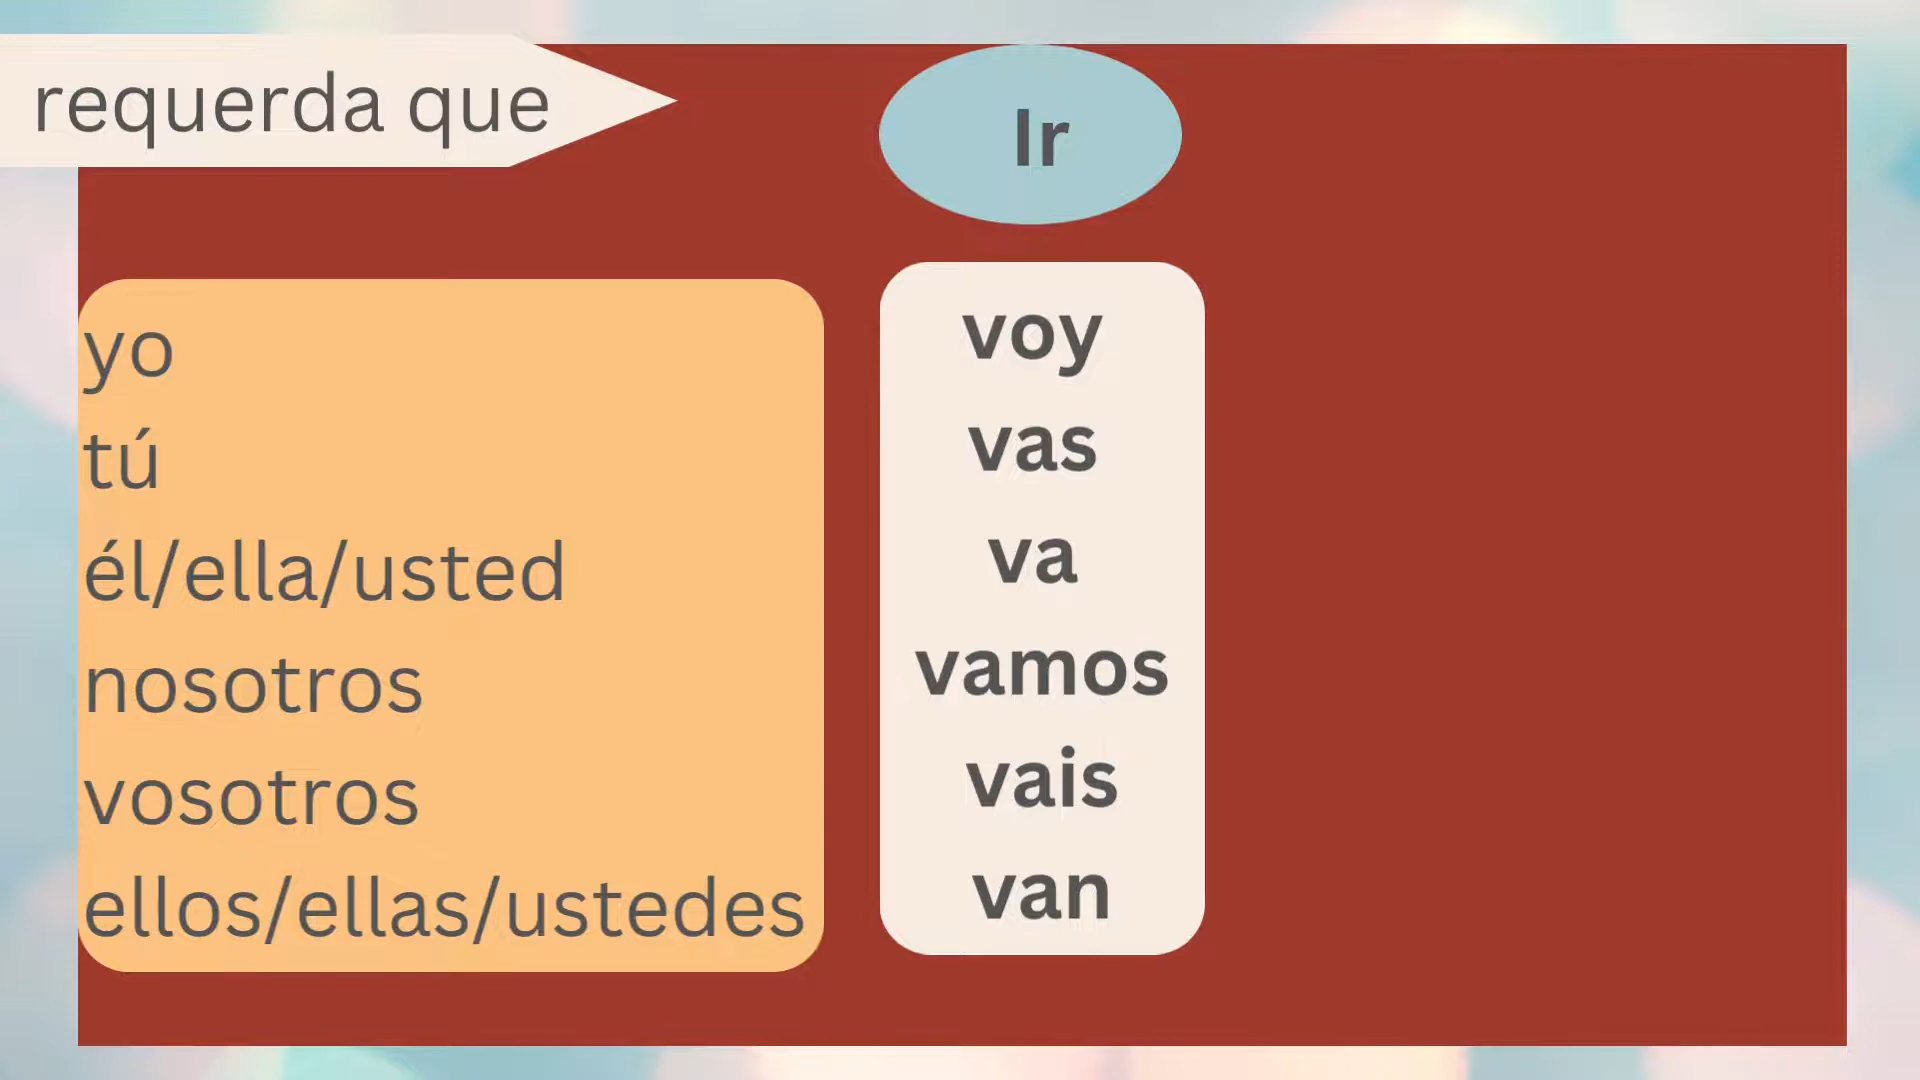 requerda que
Ir
yo
tú
él/ella/usted
nosotros
vosotros
ellos/ellas/ustedes
voy
vas
va
vamos
vais
van